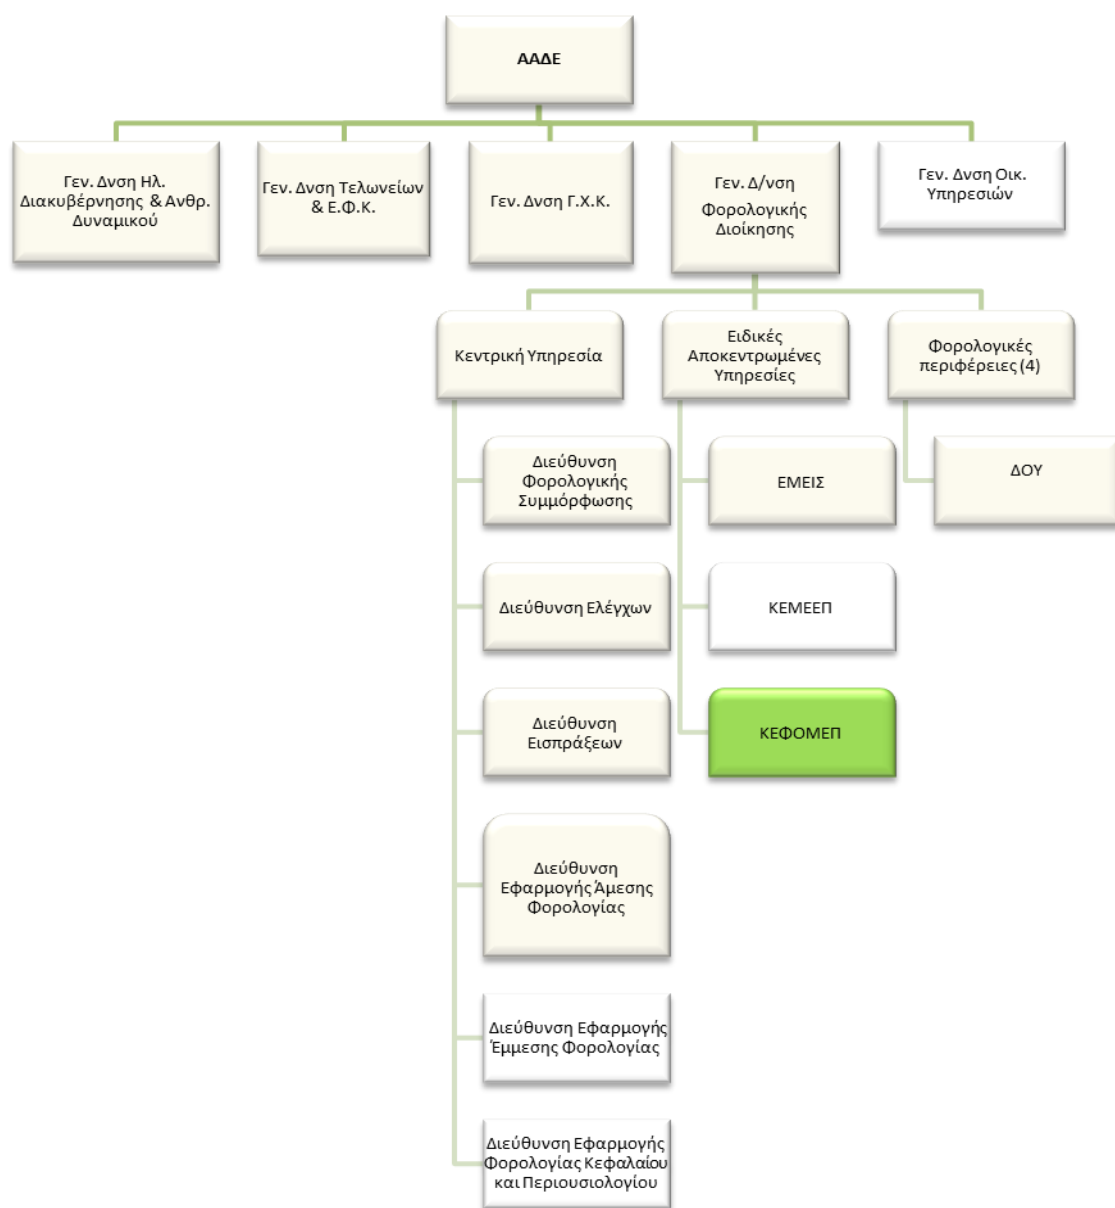 ΑΑΔΕ
Γεν. Δνση Ηλ.
Διακυβέρνησης & Ανθρ.
Δυναμικού
Γεν. Δνση Τελωνείων
& Ε.Φ.Κ.
Γεν. Δνση Γ.Χ.Κ.
Γεν. Δ/νση
Φορολογικής
Διοίκησης
Γεν. Δνση Οικ.
Υπηρεσιών
Κεντρική Υπηρεσία
Ειδικές
Αποκεντρωμένες
Υπηρεσίες
Φορολογικές
περιφέρειες (4)
Διεύθυνση
Φορολογικής
Συμμόρφωσης
ΕΜΕΙΣ
ΔΟΥ
Διεύθυνση Ελέγχων
ΚΕΜΕΕΠ
Διεύθυνση
Εισπράξεων
ΚΕΦΟΜΕΠ
Διεύθυνση
Εφαρμογής Άμεσης
Φορολογίας
Διεύθυνση Εφαρμογής
Έμμεσης Φορολογίας
Διεύθυνση Εφαρμογής
Φορολογίας Κεφαλαίου
και Περιουσιολογίου